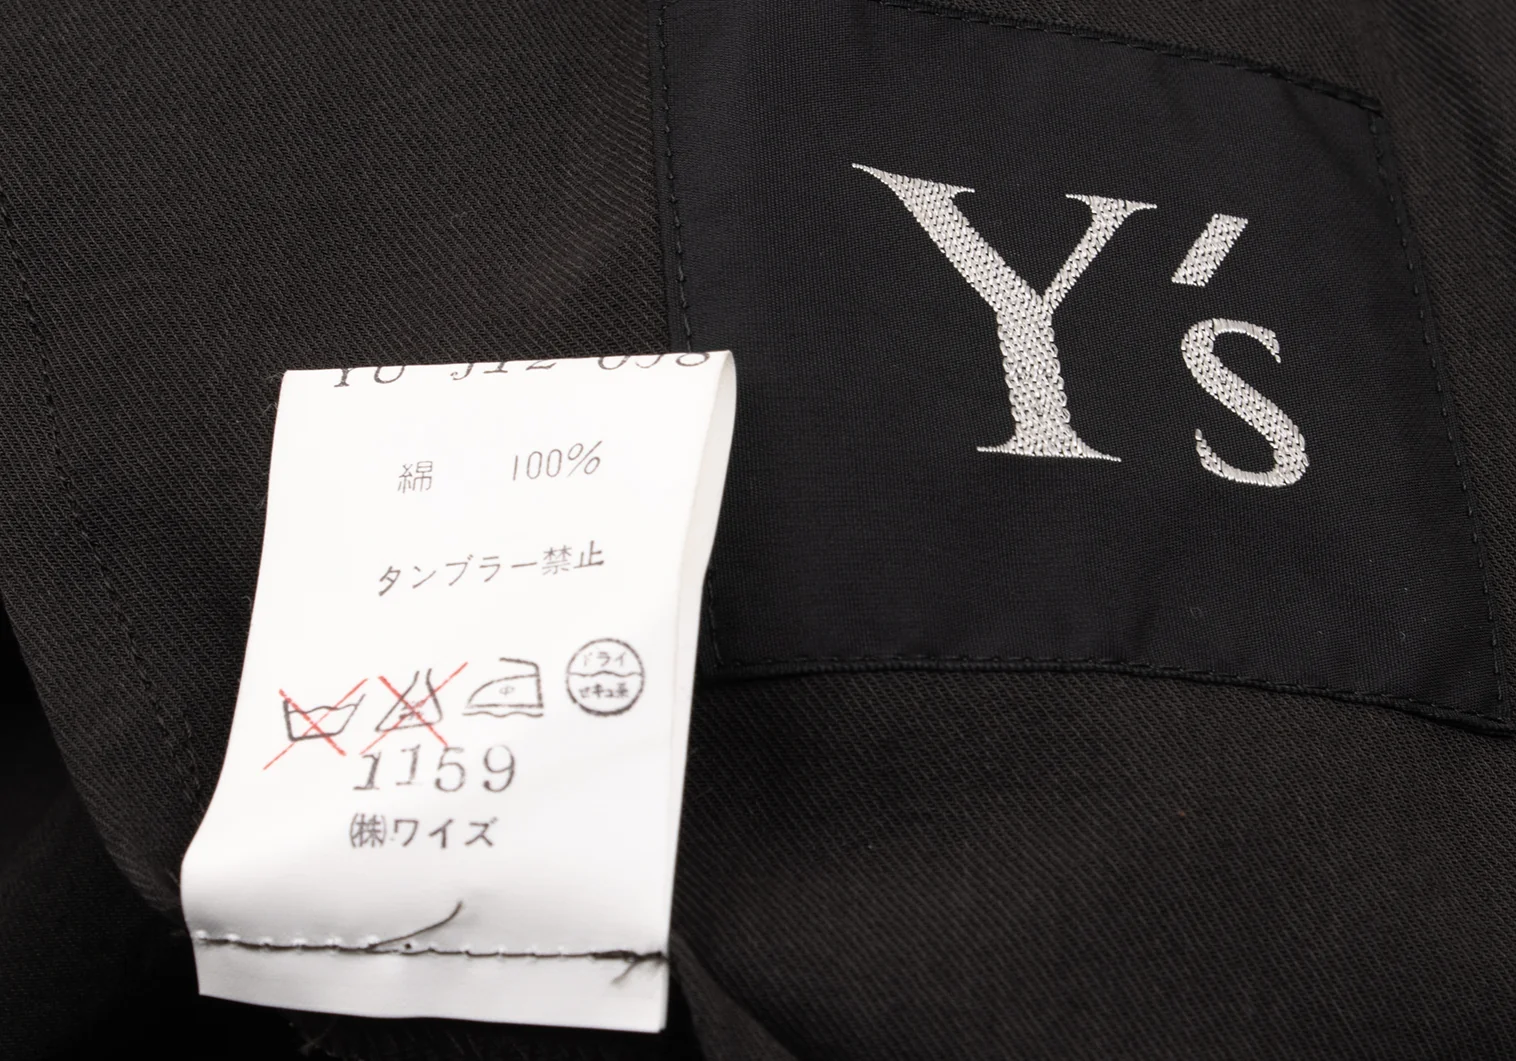 Y's
綿 100%
タンブラー禁止
ドライ
セキユ系
1159
㈱ワイズ